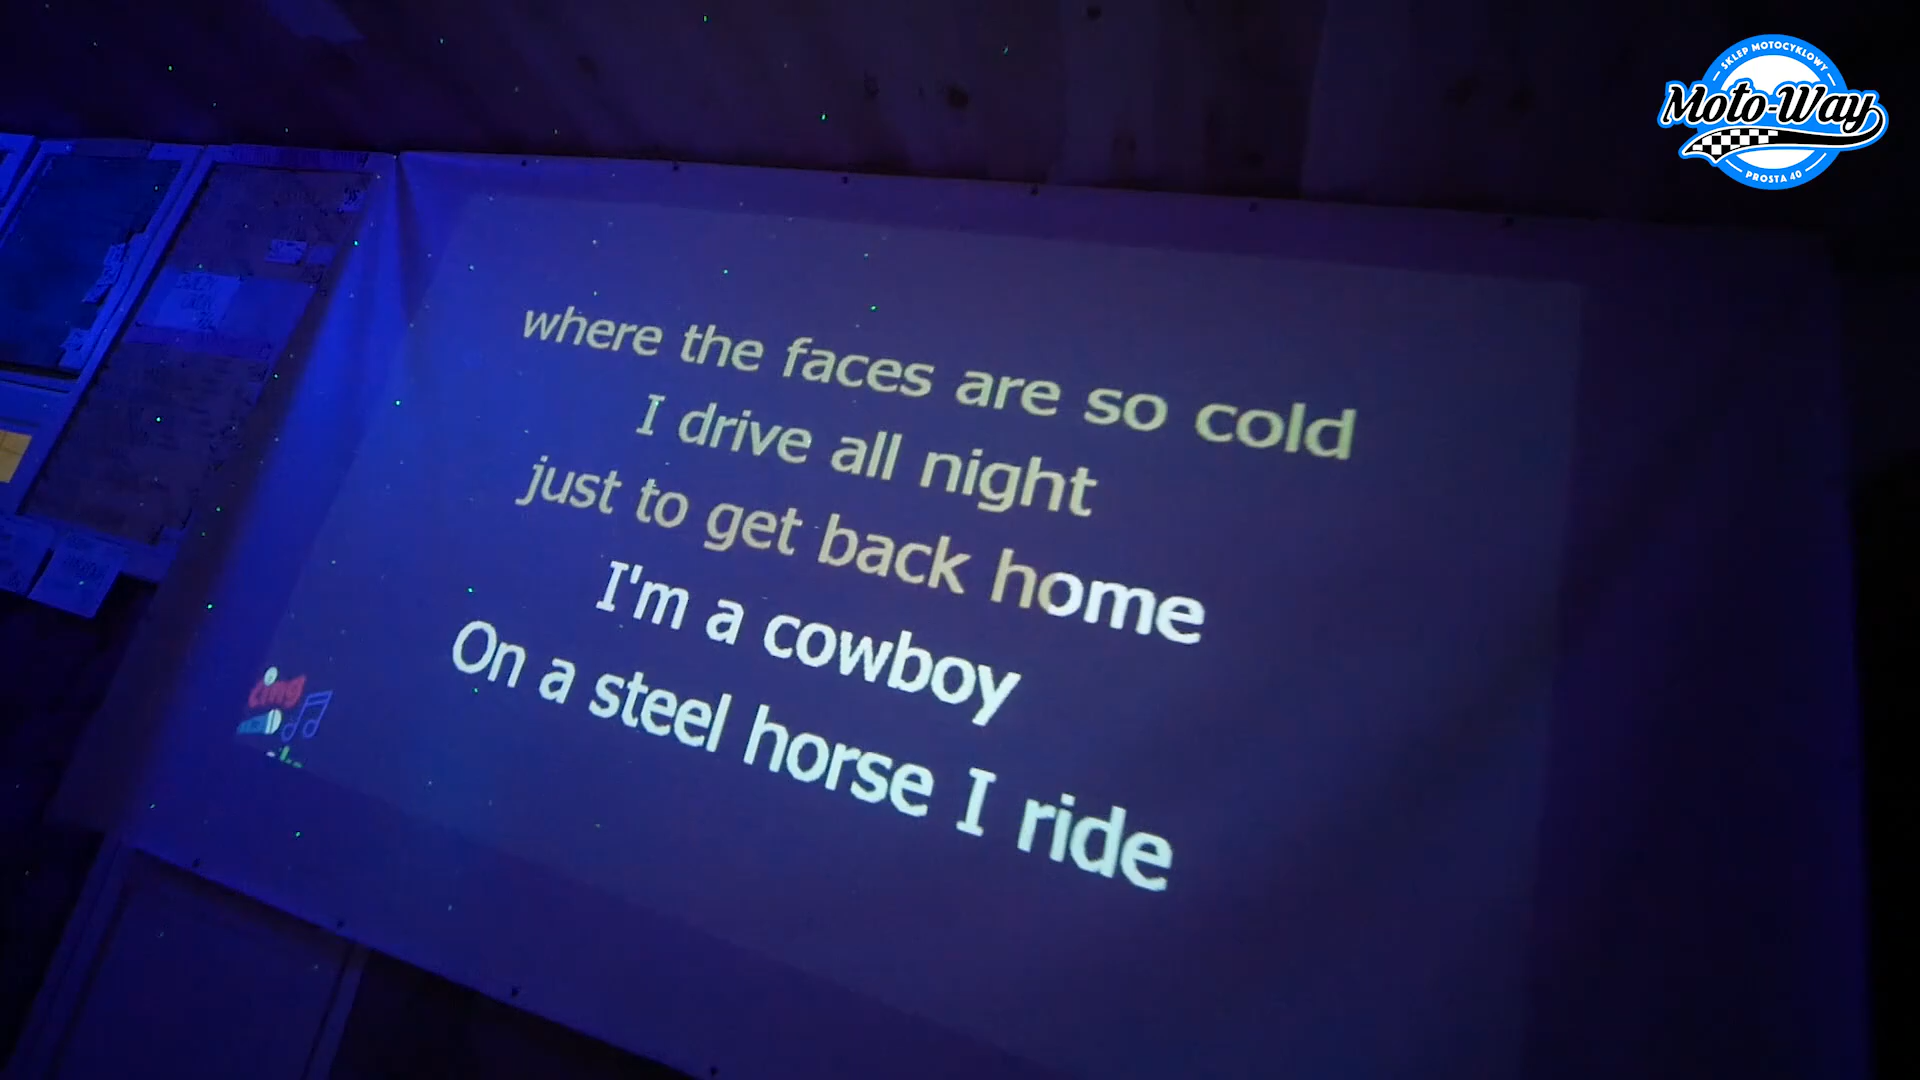 SKLEP MOTOCYKLOWY
Moto-Way
PROSTA 40
where the faces are so cold
I drive all night
just to get back home
I'm a cowboy
On a steel horse I ride